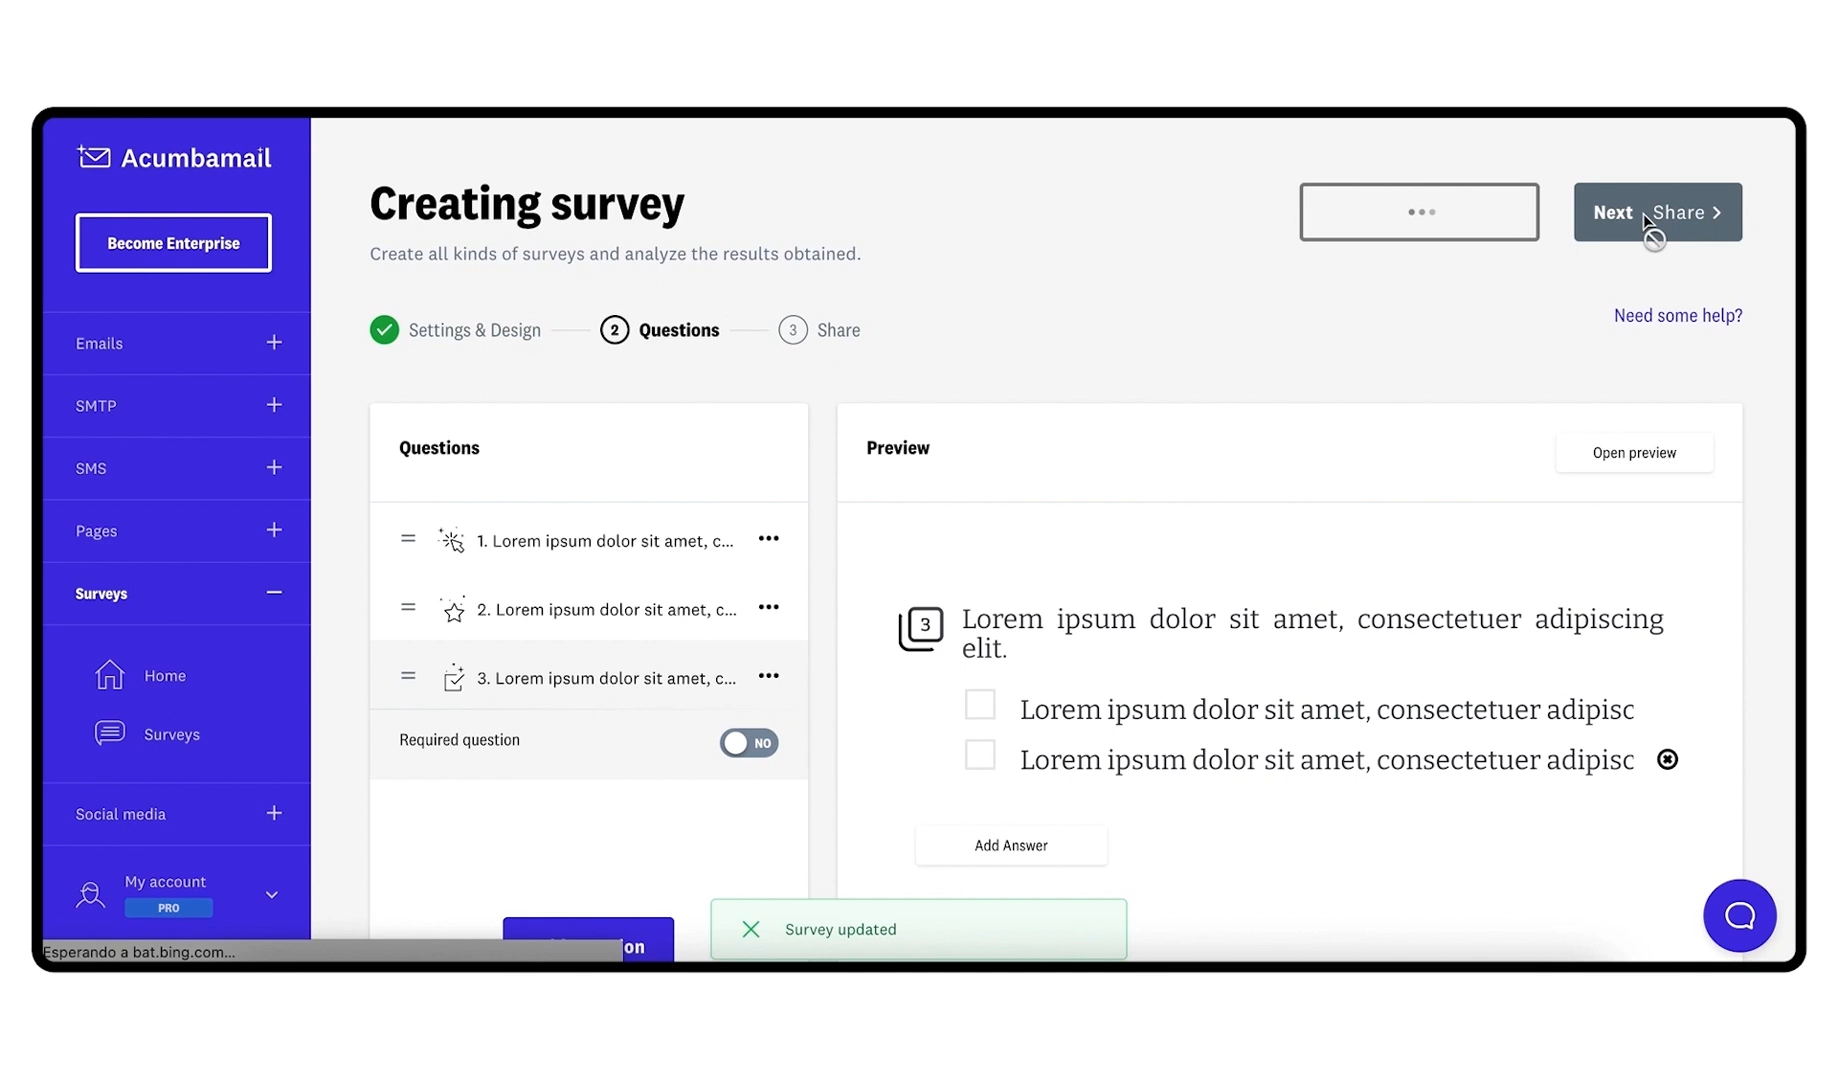 Acumbamail
Become Enterprise
Emails
SMTP
SMS
Pages
Surveys
Home
Surveys
Social media
My account
PRO
Esperando a bat.bing.com...
Creating survey
Create all kinds of surveys and analyze the results obtained.
Next Share
Need some help?
Settings & Design
2 Questions
3 Share
Questions
1. Lorem ipsum dolor sit amet, c...
2. Lorem ipsum dolor sit amet, c...
3. Lorem ipsum dolor sit amet, c...
Required question
NO
Preview
Open preview
3
Lorem ipsum dolor sit amet, consectetuer adipiscing
elit.
Lorem ipsum dolor sit amet, consectetuer adipisc
Lorem ipsum dolor sit amet, consectetuer adipisc
Add Answer
Survey updated